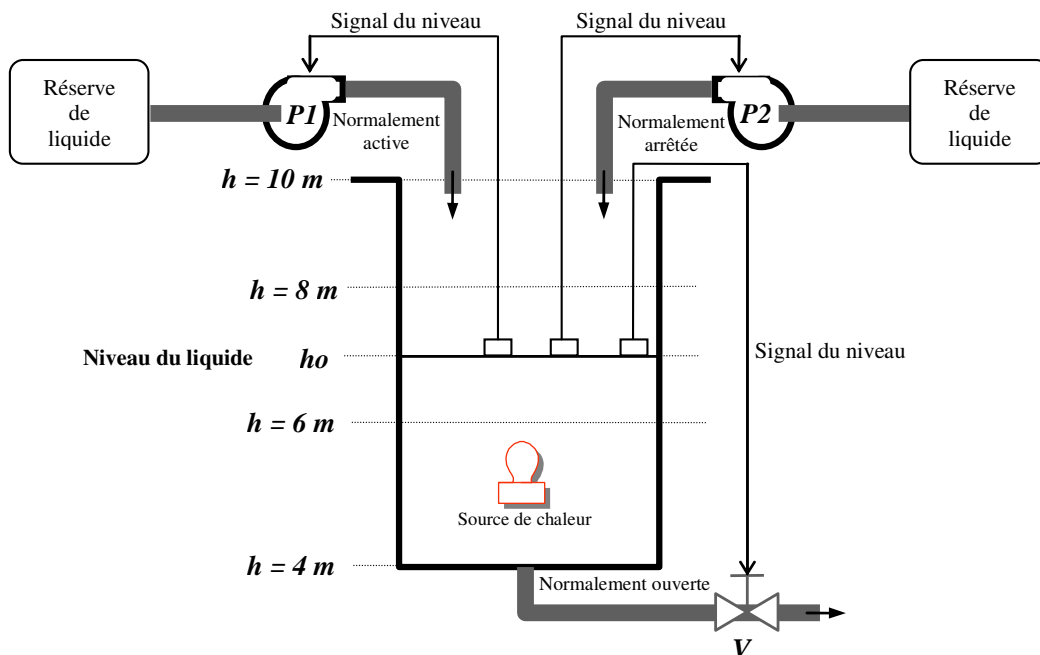 Signal du niveau
Signal du niveau
Réserve
de
liquide
P1
Normalement
active
Normalement
arrêtée
P2
Réserve
de
liquide
h = 10 m
h = 8 m
Niveau du liquide
ho
Signal du niveau
h = 6 m
Source de chaleur
h = 4 m
Normalement ouverte
V